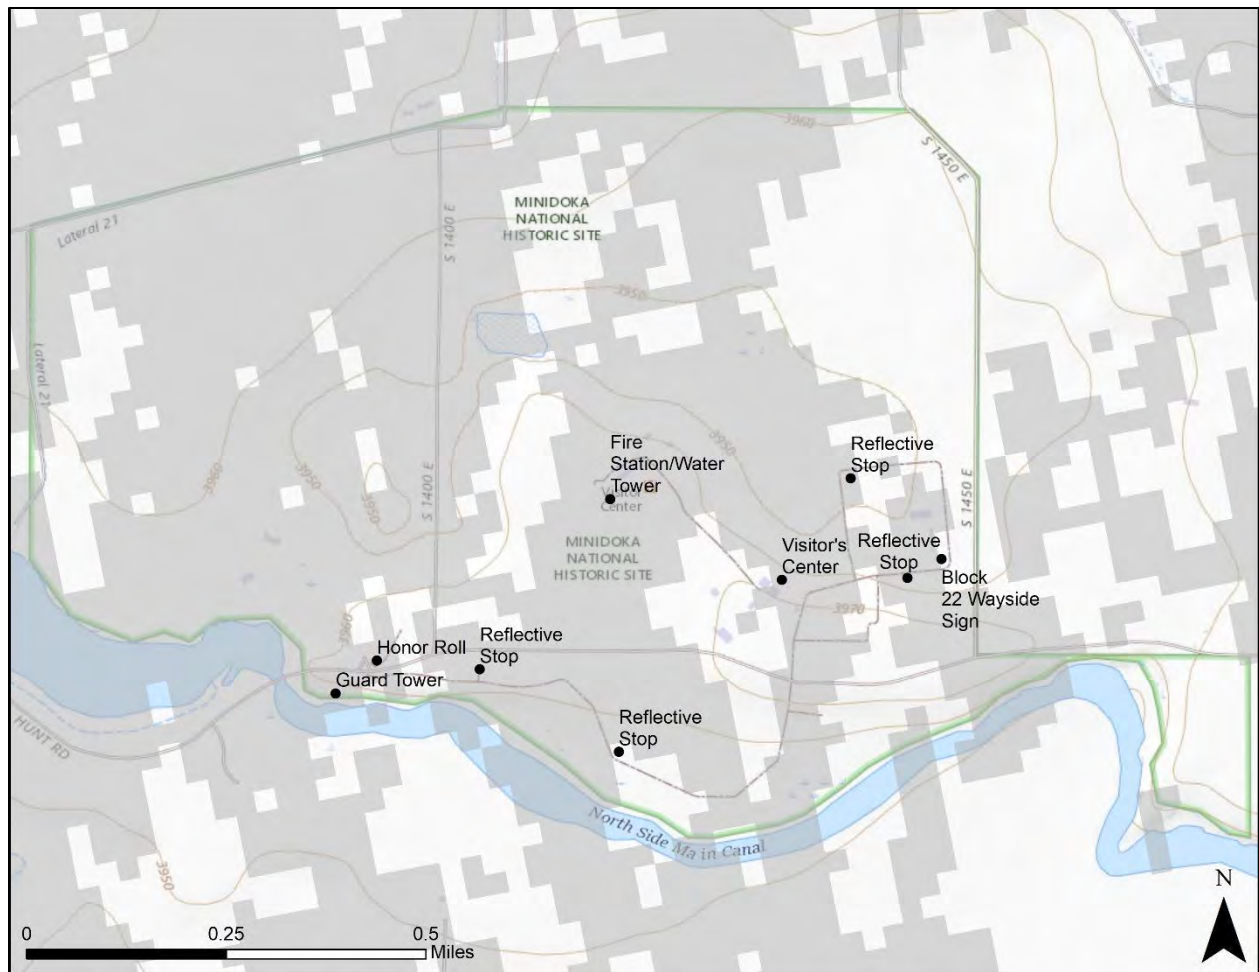 3960
S 1450 E
MINIDOKA
NATIONAL
HISTORIC SITE
Lateral 21
S 1400 E
3950
Lateral 21
Fire
Station/Water
Tower
Visitor
Center
3950
Reflective
Stop
3960
3950
3950
S 1400 E
S 1450 E
MINIDOKA
NATIONAL
HISTORIC SITE
Visitor's
Center
Reflective
Stop
Block
22 Wayside
Sign
3970
3960
Honor Roll
Reflective
Stop
Guard Tower
Reflective
Stop
HUNT RD
North Side Main Canal
3950
N
0
0.25
0.5
Miles